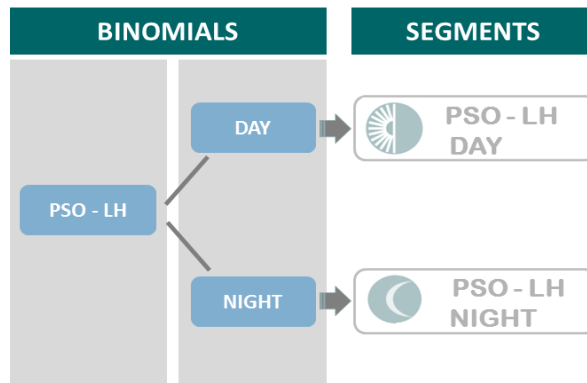 BINOMIALS
SEGMENTS
DAY
PSO - LH
DAY
PSO - LH
NIGHT
PSO - LH
NIGHT